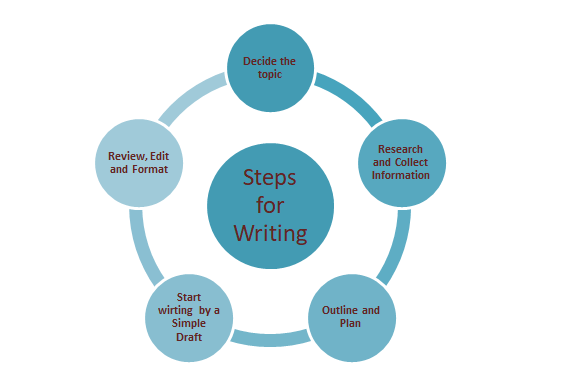 Decide the
topic
Research
and Collect
Information
Outline and
Plan
Start
wirting by a
Simple
Draft
Review, Edit
and Format
Steps
for
Writing